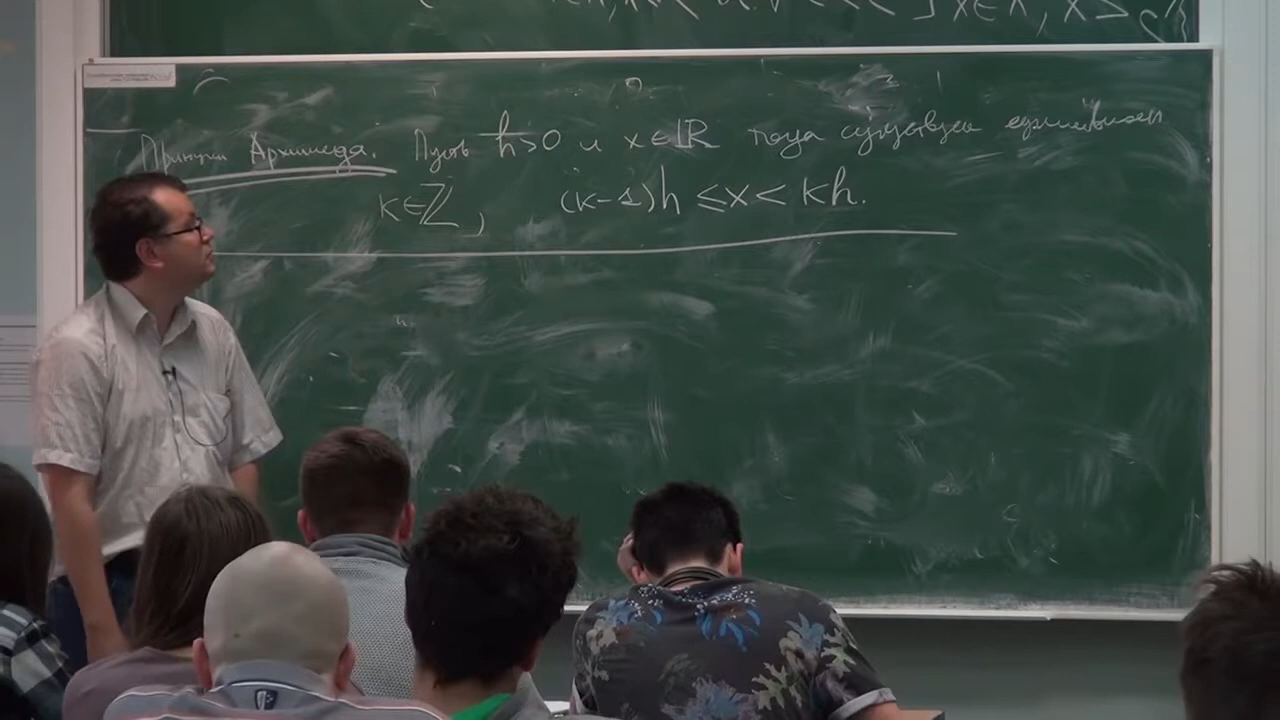 x∈X, x>c
Принцип Архимеда. Пусть h>0 и x∈ℝ тогда существует единственное
k∈ℤ, (k-1)h ≤x< kh.